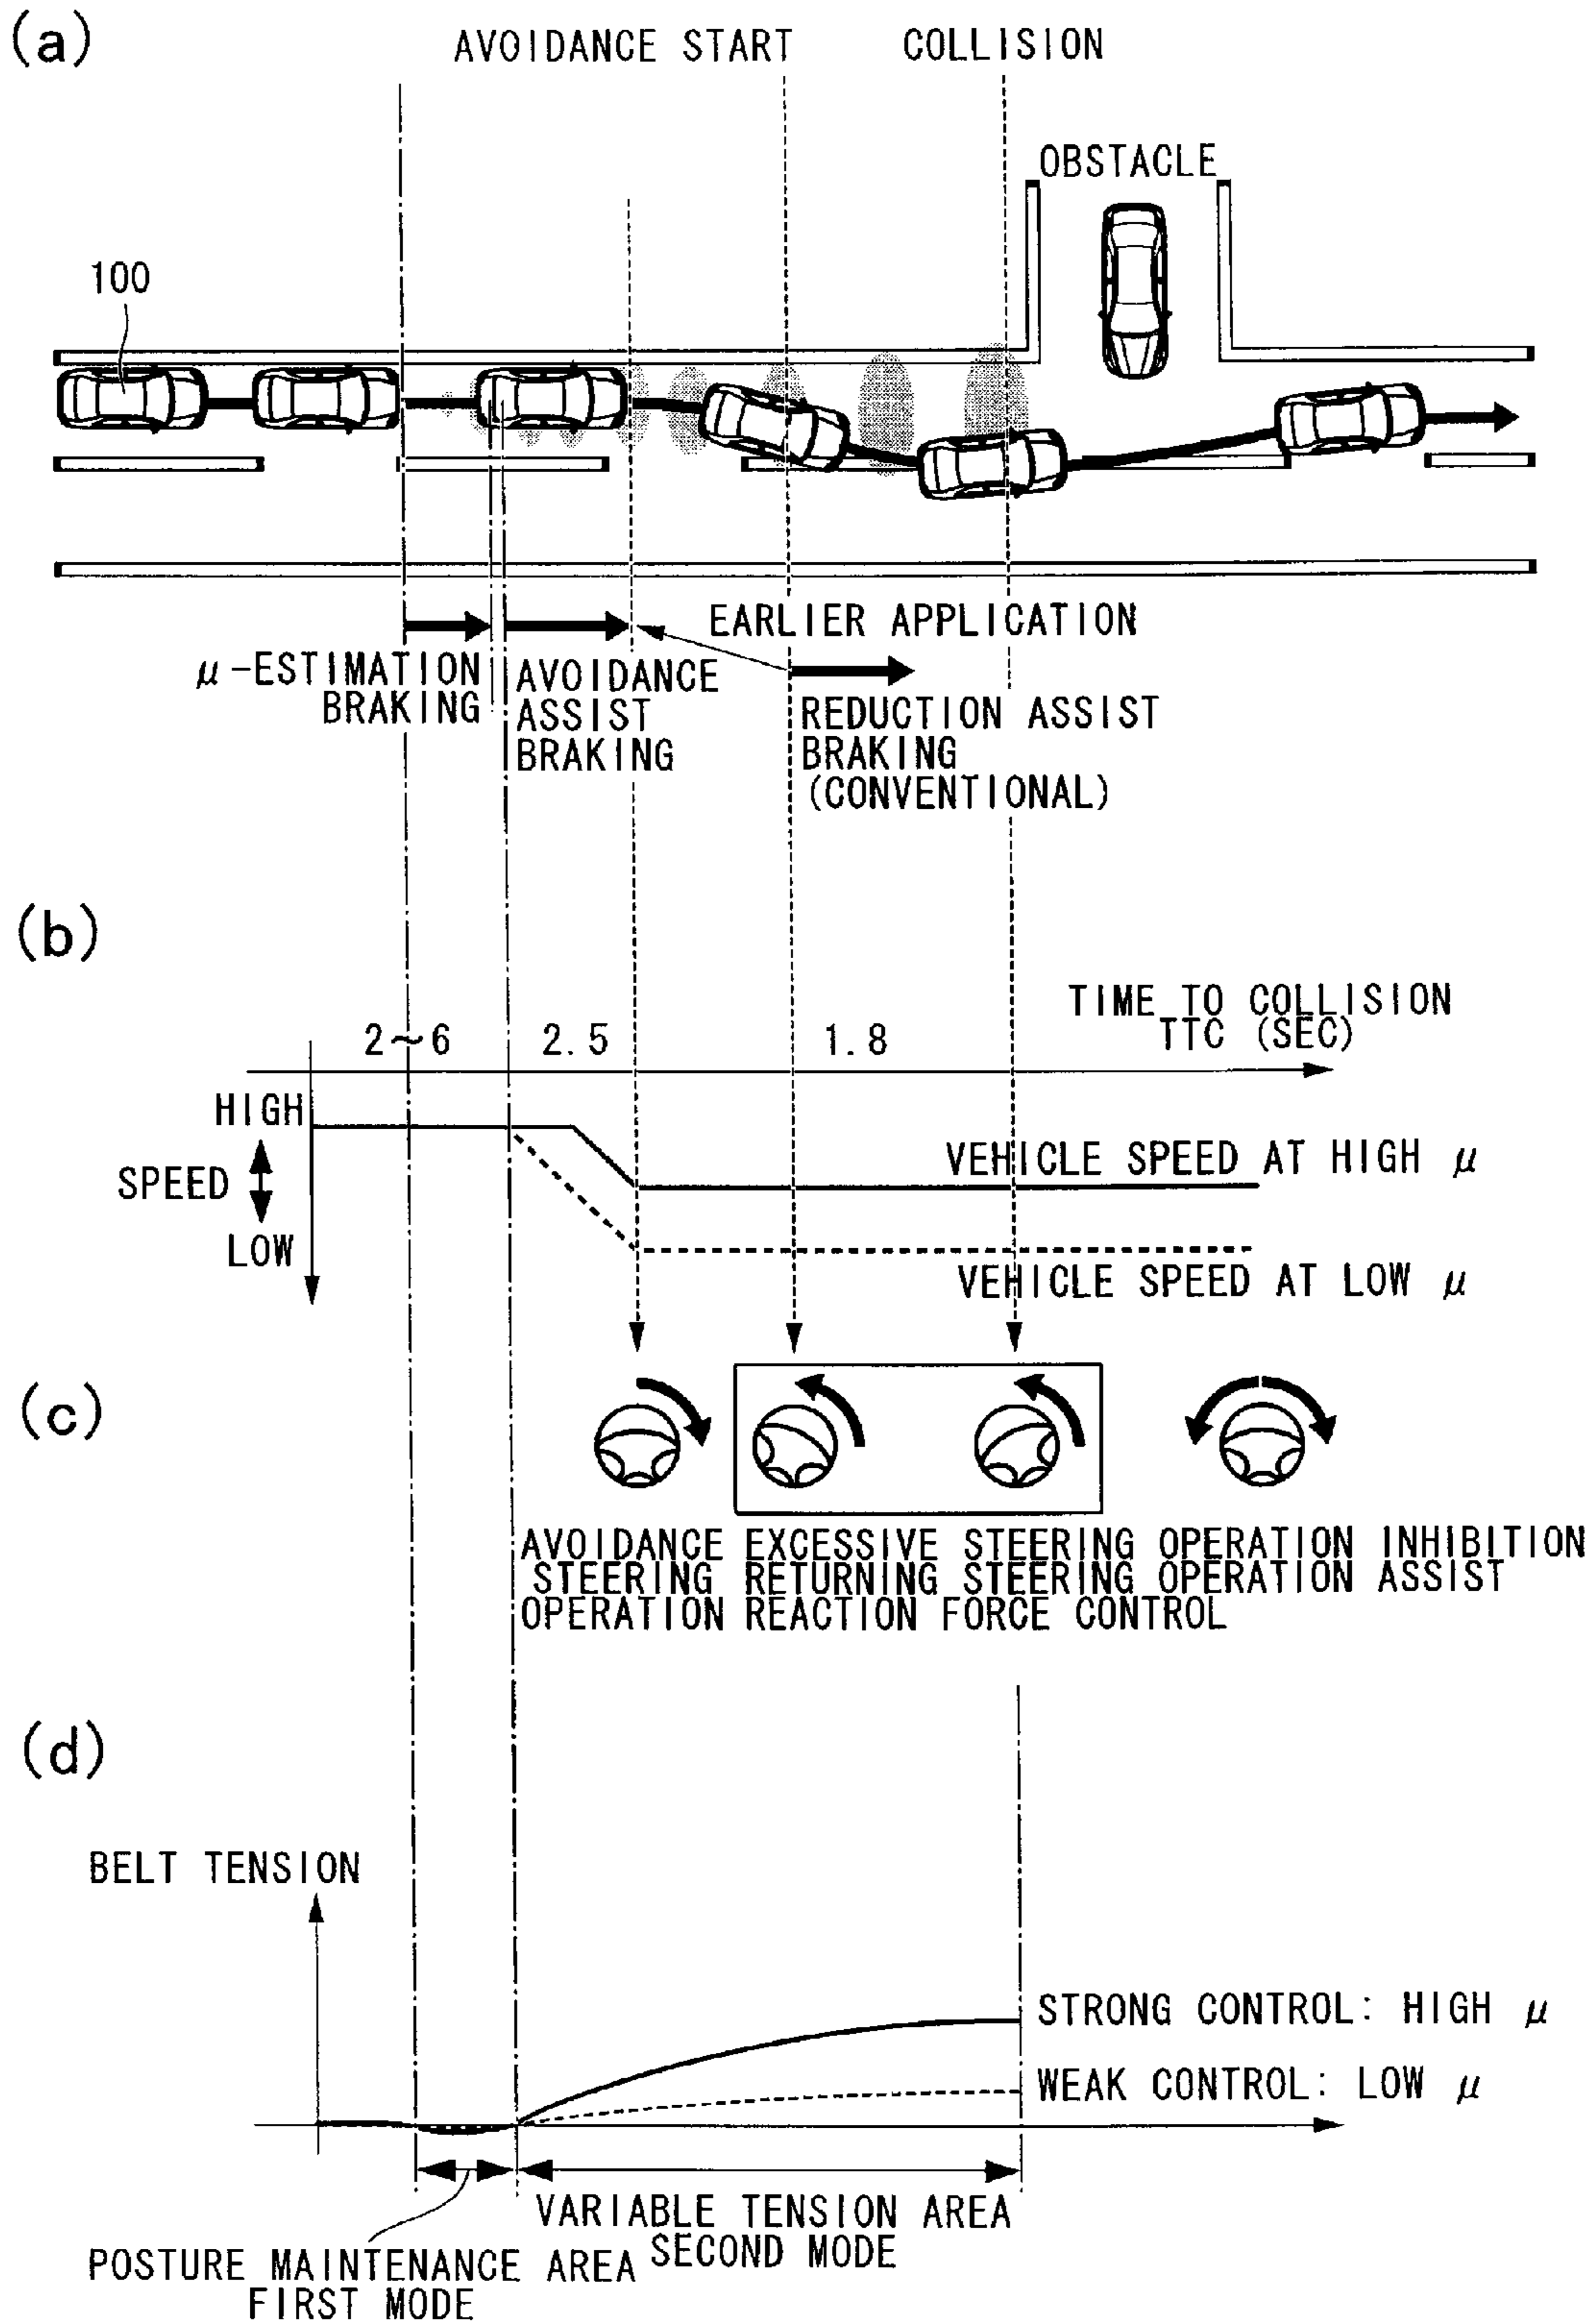 (a)
AVOIDANCE START
COLLISION
OBSTACLE
100
EARLIER APPLICATION
μ-ESTIMATION
BRAKING
AVOIDANCE
ASSIST
BRAKING
REDUCTION ASSIST
BRAKING
(CONVENTIONAL)
(b)
TIME TO COLLISION
TTC (SEC)
2~6
2.5
1.8
HIGH
SPEED
LOW
VEHICLE SPEED AT HIGH μ
VEHICLE SPEED AT LOW μ
(c)
AVOIDANCE EXCESSIVE STEERING OPERATION INHIBITION
STEERING RETURNING STEERING OPERATION ASSIST
OPERATION REACTION FORCE CONTROL
(d)
BELT TENSION
STRONG CONTROL: HIGH μ
WEAK CONTROL: LOW μ
VARIABLE TENSION AREA
SECOND MODE
POSTURE MAINTENANCE AREA
FIRST MODE